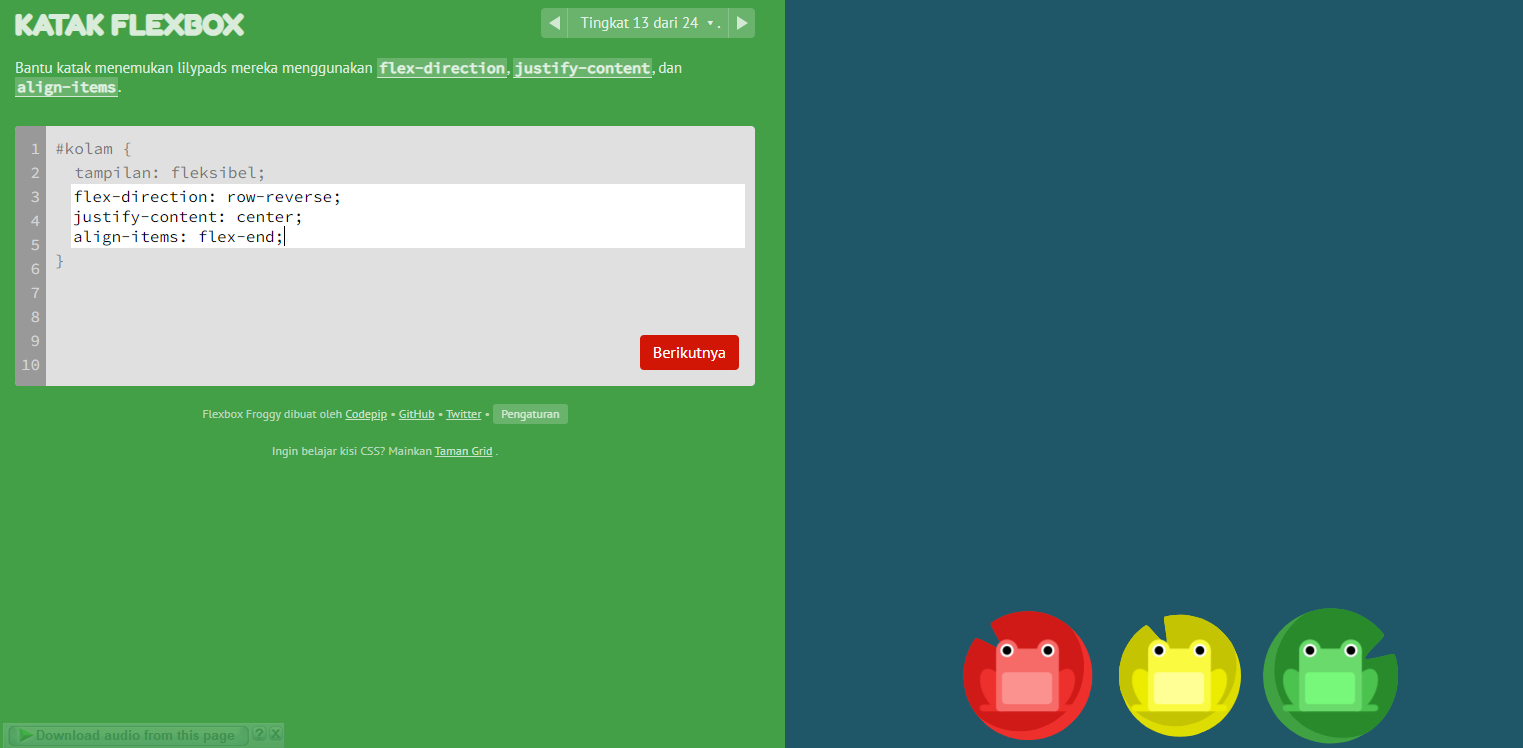 KATAK FLEXBOX
Tingkat 13 dari 24 .
Bantu katak menemukan lilypads mereka menggunakan flex-direction, justify-content, dan
align-items.
1 #kolam {
2 tampilan: fleksibel;
3 flex-direction: row-reverse;
4 justify-content: center;
5 align-items: flex-end;
6 }
7
8
9
10
Berikutnya
Flexbox Froggy dibuat oleh Codepip • GitHub • Twitter • Pengaturan
Ingin belajar kisi CSS? Mainkan Taman Grid .
Download audio from this page ? X